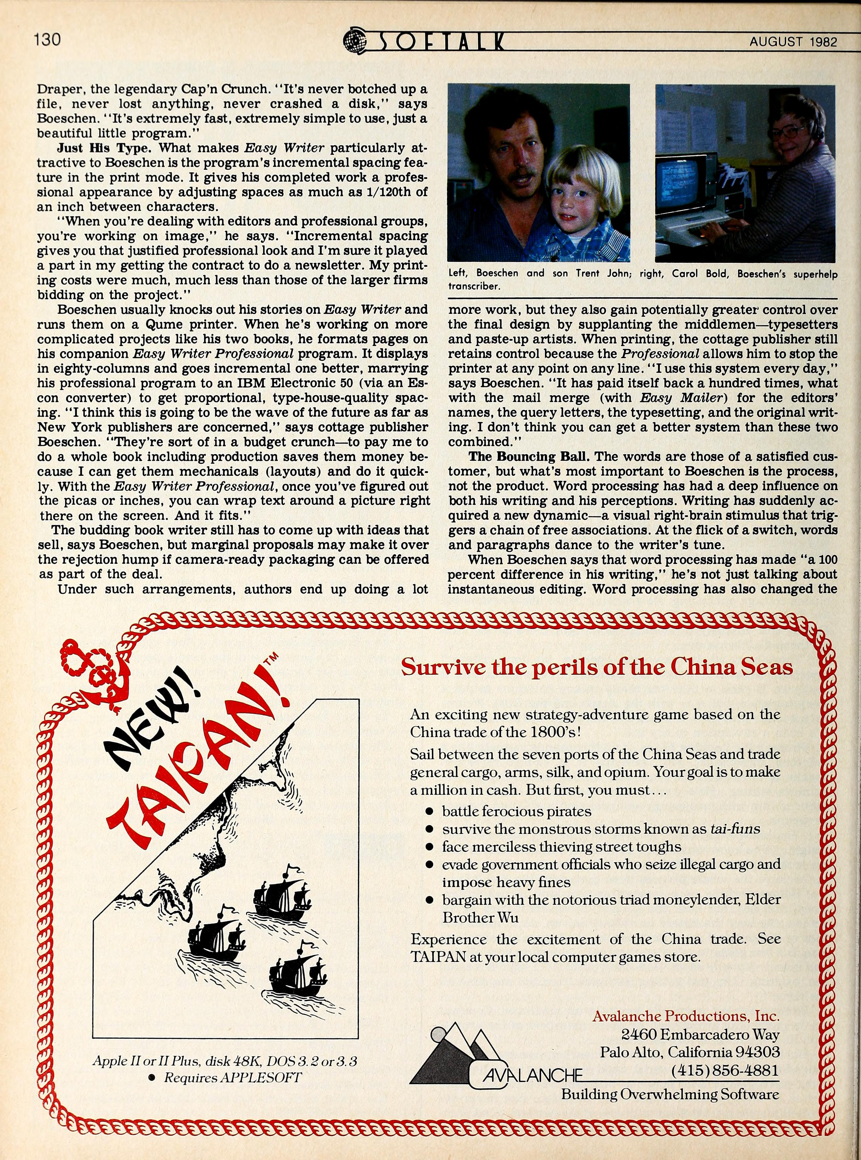 130
SOFTALK
AUGUST 1982
Draper, the legendary Cap'n Crunch. "It's never botched up a
file, never lost anything, never crashed a disk," says
Boeschen. "It's extremely fast, extremely simple to use, just a
beautiful little program."
Just His Type. What makes Easy Writer particularly at-
tractive to Boeschen is the program's incremental spacing fea-
ture in the print mode. It gives his completed work a profes-
sional appearance by adjusting spaces as much as 1/120th of
an inch between characters.
"When you're dealing with editors and professional groups,
you're working on image," he says. "Incremental spacing
gives you that justified professional look and I'm sure it played
a part in my getting the contract to do a newsletter. My print-
ing costs were much, much less than those of the larger firms
bidding on the project."
Boeschen usually knocks out his stories on Easy Writer and
runs them on a Qume printer. When he's working on more
complicated projects like his two books, he formats pages on
his companion Easy Writer Professional program. It displays
in eighty-columns and goes incremental one better, marrying
his professional program to an IBM Electronic 50 (via an Es-
con converter) to get proportional, type-house-quality spac-
ing. "I think this is going to be the wave of the future as far as
New York publishers are concerned," says cottage publisher
Boeschen. "They're sort of in a budget crunch—to pay me to
do a whole book including production saves them money be-
cause I can get them mechanicals (layouts) and do it quick-
ly. With the Easy Writer Professional, once you've figured out
the picas or inches, you can wrap text around a picture right
there on the screen. And it fits."
The budding book writer still has to come up with ideas that
sell, says Boeschen, but marginal proposals may make it over
the rejection hump if camera-ready packaging can be offered
as part of the deal.
Under such arrangements, authors end up doing a lot
Left, Boeschen and son Trent John; right, Carol Bold, Boeschen's superhelp
transcriber.
more work, but they also gain potentially greater control over
the final design by supplanting the middlemen—typesetters
and paste-up artists. When printing, the cottage publisher still
retains control because the Professional allows him to stop the
printer at any point on any line. "I use this system every day,"
says Boeschen. "It has paid itself back a hundred times, what
with the mail merge (with Easy Mailer) for the editors'
names, the query letters, the typesetting, and the original writ-
ing. I don't think you can get a better system than these two
combined."
The Bouncing Ball. The words are those of a satisfied cus-
tomer, but what's most important to Boeschen is the process,
not the product. Word processing has had a deep influence on
both his writing and his perceptions. Writing has suddenly ac-
quired a new dynamic—a visual right-brain stimulus that trig-
gers a chain of free associations. At the flick of a switch, words
and paragraphs dance to the writer's tune.
When Boeschen says that word processing has made "a 100
percent difference in his writing," he's not just talking about
instantaneous editing. Word processing has also changed the
NEW!
TAIPAN!™
Survive the perils of the China Seas
An exciting new strategy-adventure game based on the
China trade of the 1800's!
Sail between the seven ports of the China Seas and trade
general cargo, arms, silk, and opium. Your goal is to make
a million in cash. But first, you must...
● battle ferocious pirates
● survive the monstrous storms known as tai-funs
● face merciless thieving street toughs
● evade government officials who seize illegal cargo and
impose heavy fines
● bargain with the notorious triad moneylender, Elder
Brother Wu
Experience the excitement of the China trade. See
TAIPAN at your local computer games store.
Apple II or II Plus, disk 48K, DOS 3.2 or 3.3
● Requires APPLESOFT
Avalanche Productions, Inc.
2460 Embarcadero Way
Palo Alto, California 94303
(415) 856-4881
AVALANCHE
Building Overwhelming Software